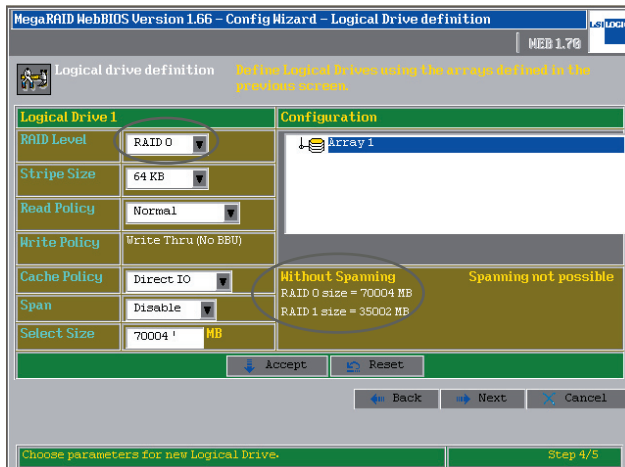 MegaRAID WebBIOS Version 1.66 - Config Wizard - Logical Drive definition
LSI LOGIC
WEB 1.70
Logical drive definition
Define Logical Drives using the arrays defined in the
previous screen.
Logical Drive 1
Configuration
RAID Level
RAID 0
Array 1
Stripe Size
64 KB
Read Policy
Normal
Write Policy
Write Thru (No BBU)
Cache Policy
Direct IO
Without Spanning
Spanning not possible
RAID 0 size = 70004 MB
Span
Disable
RAID 1 size = 35002 MB
Select Size
70004 '
MB
Accept
Reset
Back
Next
Cancel
Choose parameters for new Logical Drive.
Step 4/5